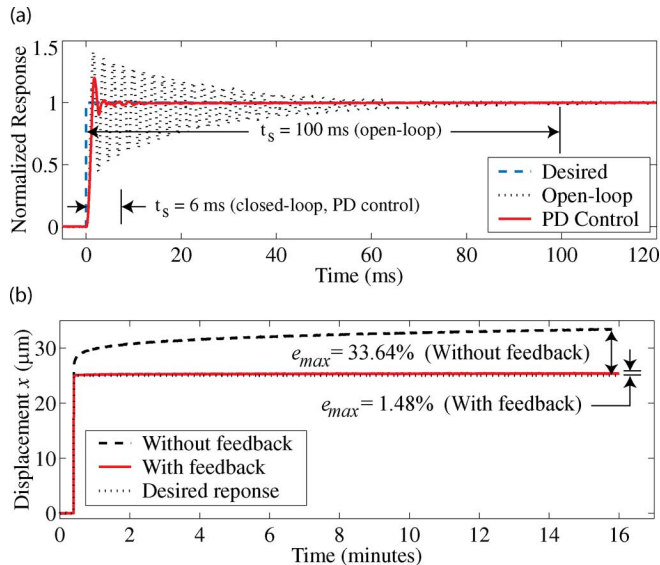 (a)
1.5
1
0.5
0
Normalized Response
t_s = 100 ms (open-loop)
t_s = 6 ms (closed-loop, PD control)
Desired
Open-loop
PD Control
0 20 40 60 80 100 120
Time (ms)
(b)
30
20
10
0
Displacement x (μm)
e_max = 33.64% (Without feedback)
e_max = 1.48% (With feedback)
Without feedback
With feedback
Desired reponse
0 2 4 6 8 10 12 14 16
Time (minutes)